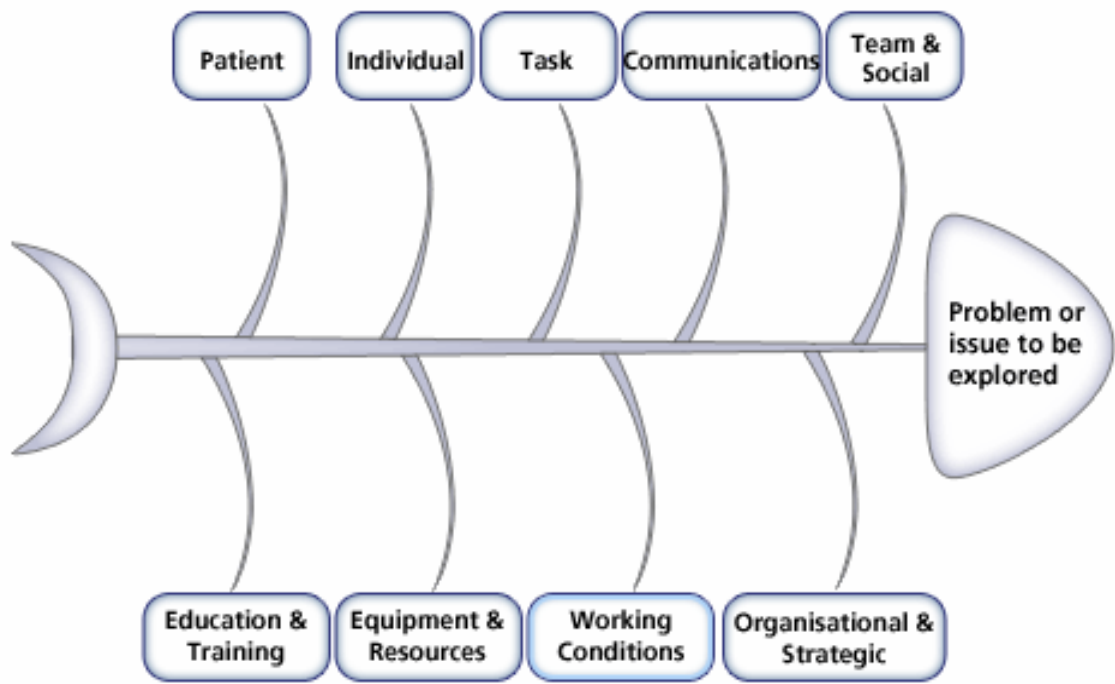 Patient
Individual
Task
Communications
Team &
Social
Problem or
issue to be
explored
Education &
Training
Equipment &
Resources
Working
Conditions
Organisational &
Strategic